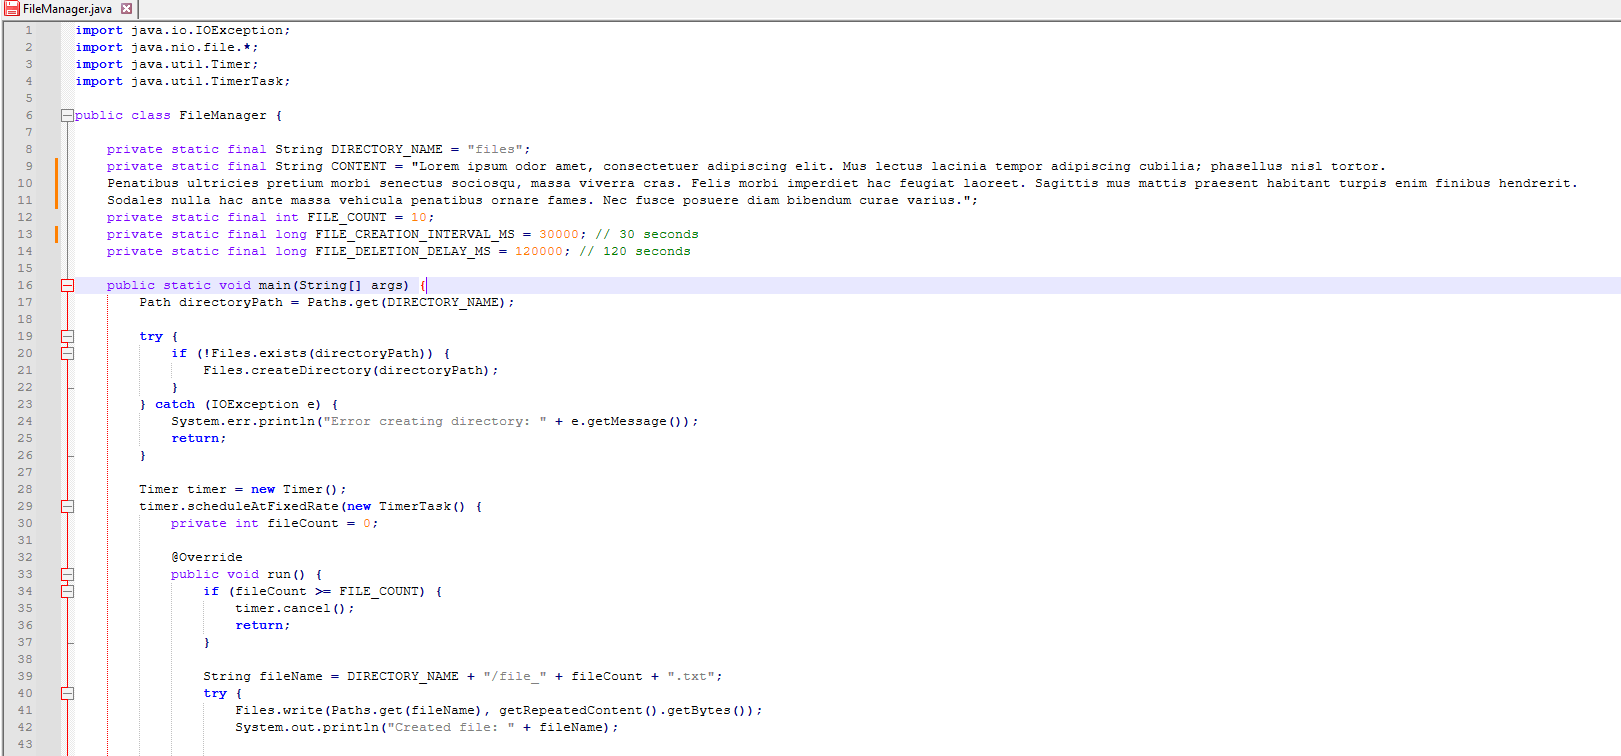 FileManager.java
1 import java.io.IOException;
2 import java.nio.file.*;
3 import java.util.Timer;
4 import java.util.TimerTask;
5
6 public class FileManager {
7
8 private static final String DIRECTORY_NAME = "files";
9 private static final String CONTENT = "Lorem ipsum odor amet, consectetuer adipiscing elit. Mus lectus lacinia tempor adipiscing cubilia; phasellus nisl tortor.
10 Penatibus ultricies pretium morbi senectus sociosqu, massa viverra cras. Felis morbi imperdiet hac feugiat laoreet. Sagittis mus mattis praesent habitant turpis enim finibus hendrerit.
11 Sodales nulla hac ante massa vehicula penatibus ornare fames. Nec fusce posuere diam bibendum curae varius.";
12 private static final int FILE_COUNT = 10;
13 private static final long FILE_CREATION_INTERVAL_MS = 30000; // 30 seconds
14 private static final long FILE_DELETION_DELAY_MS = 120000; // 120 seconds
15
16 public static void main(String[] args) {
17 Path directoryPath = Paths.get(DIRECTORY_NAME);
18
19 try {
20 if (!Files.exists(directoryPath)) {
21 Files.createDirectory(directoryPath);
22 }
23 } catch (IOException e) {
24 System.err.println("Error creating directory: " + e.getMessage());
25 return;
26 }
27
28 Timer timer = new Timer();
29 timer.scheduleAtFixedRate(new TimerTask() {
30 private int fileCount = 0;
31
32 @Override
33 public void run() {
34 if (fileCount >= FILE_COUNT) {
35 timer.cancel();
36 return;
37 }
38
39 String fileName = DIRECTORY_NAME + "/file_" + fileCount + ".txt";
40 try {
41 Files.write(Paths.get(fileName), getRepeatedContent().getBytes());
42 System.out.println("Created file: " + fileName);
43